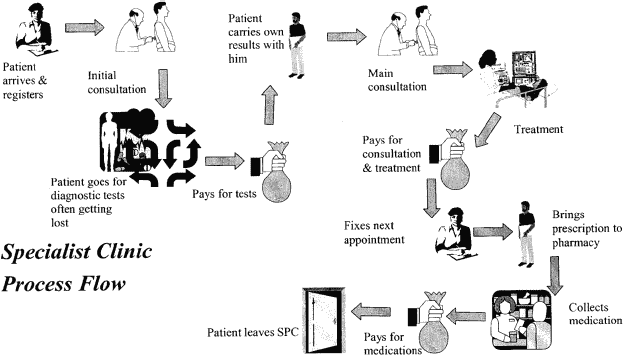 Patient
arrives &
registers
Initial
consultation
Patient goes for
diagnostic tests
often getting
lost
Pays for tests
Patient
carries own
results with
him
Main
consultation
Treatment
Pays for
consultation
& treatment
Fixes next
appointment
Brings
prescription to
pharmacy
Collects
medication
Pays for
medications
Patient leaves SPC
Specialist Clinic
Process Flow